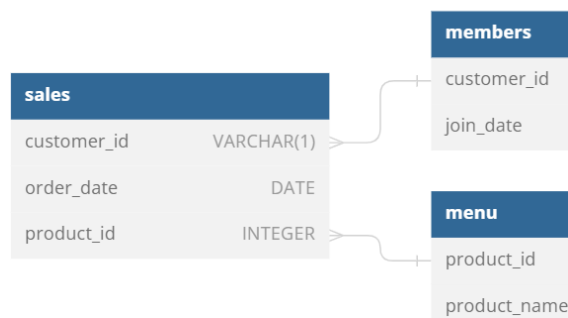 sales
customer_id VARCHAR(1)
order_date DATE
product_id INTEGER
members
customer_id
join_date
menu
product_id
product_name